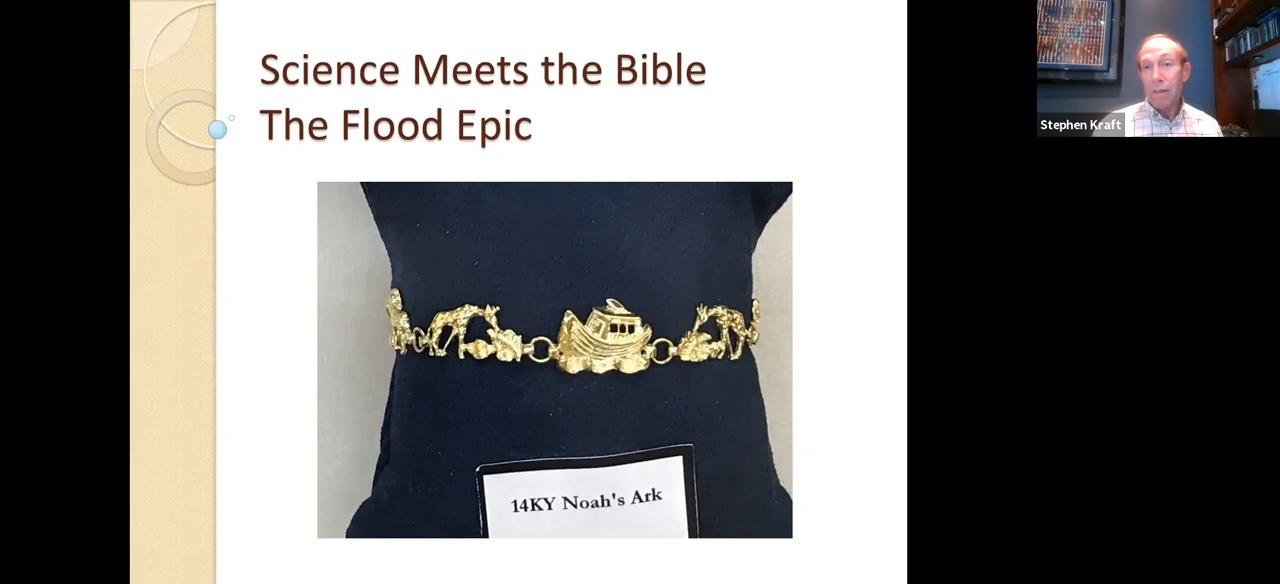 Science Meets the Bible
The Flood Epic
Stephen Kraft
14KY Noah's Ark